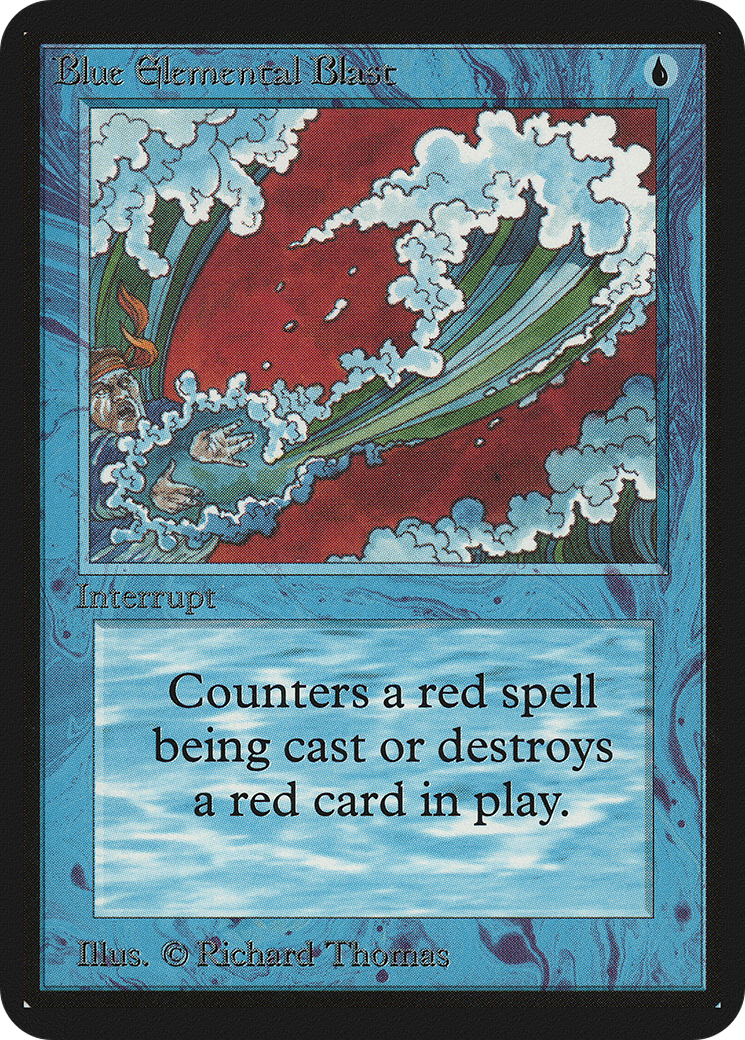 Blue Elemental Blast
Interrupt
Counters a red spell
being cast or destroys
a red card in play.
Illus. © Richard Thomas